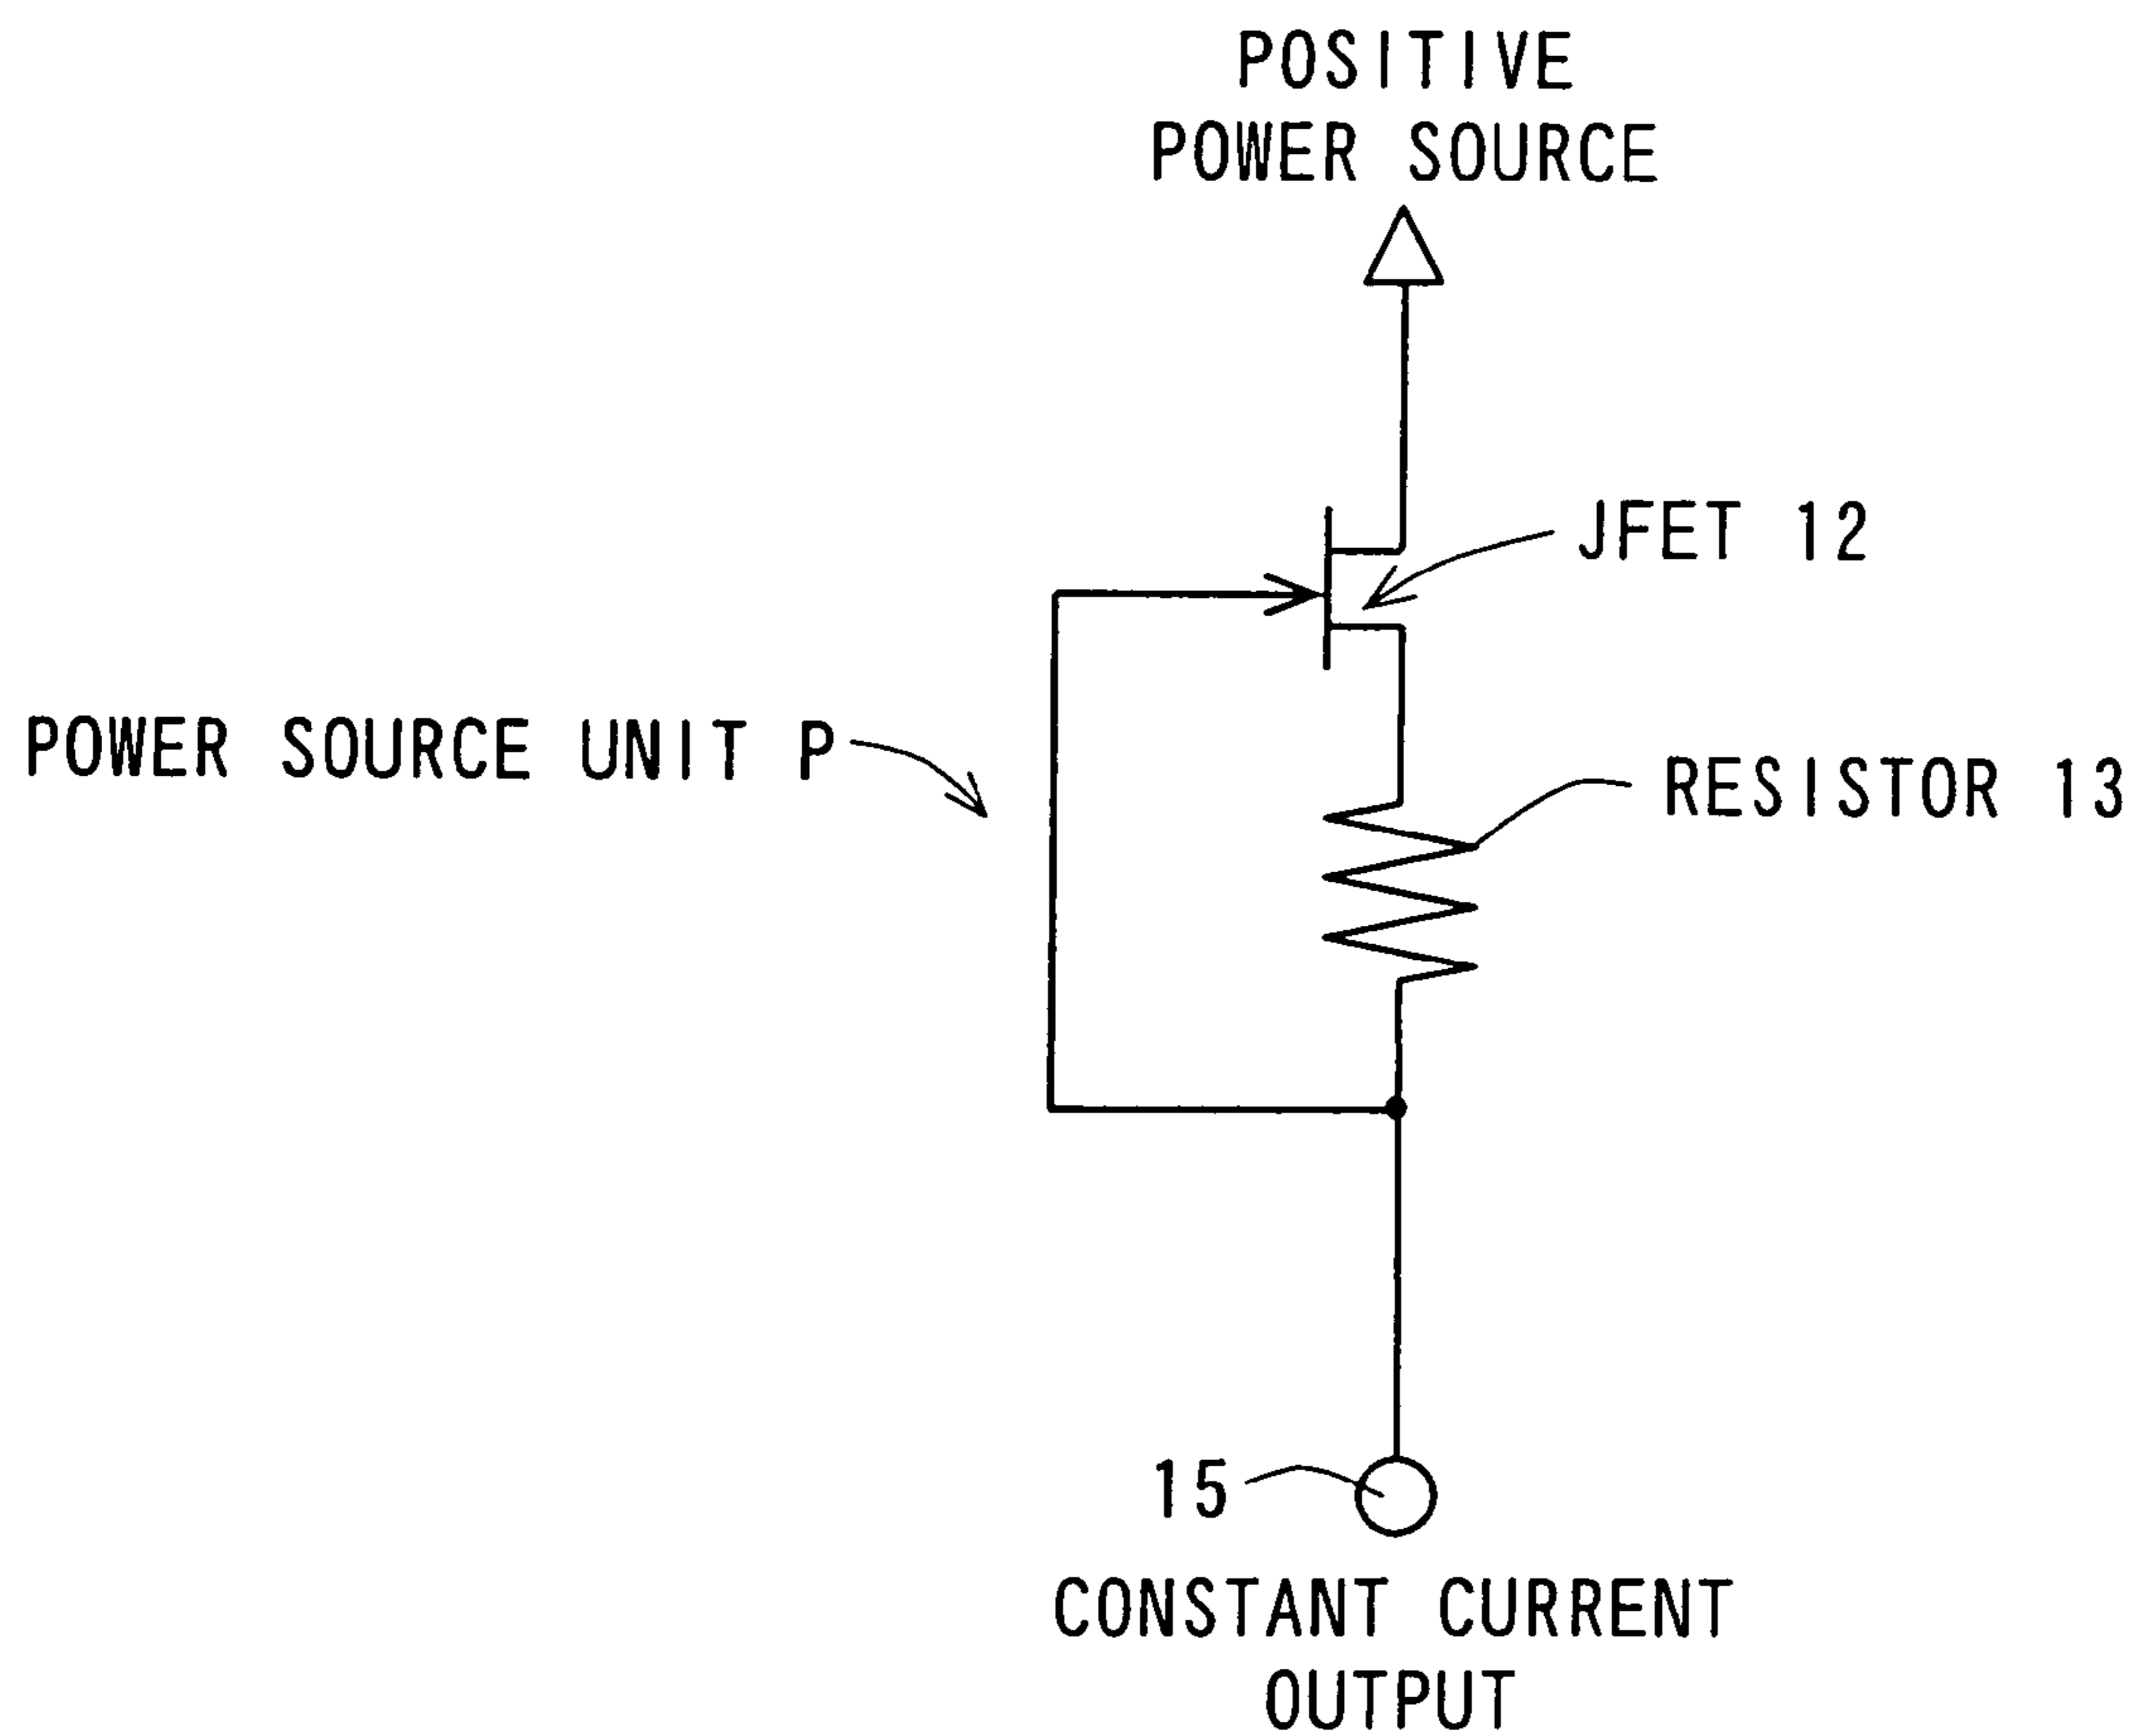 POSITIVE
POWER SOURCE
JFET 12
POWER SOURCE UNIT P
RESISTOR 13
15
CONSTANT CURRENT
OUTPUT